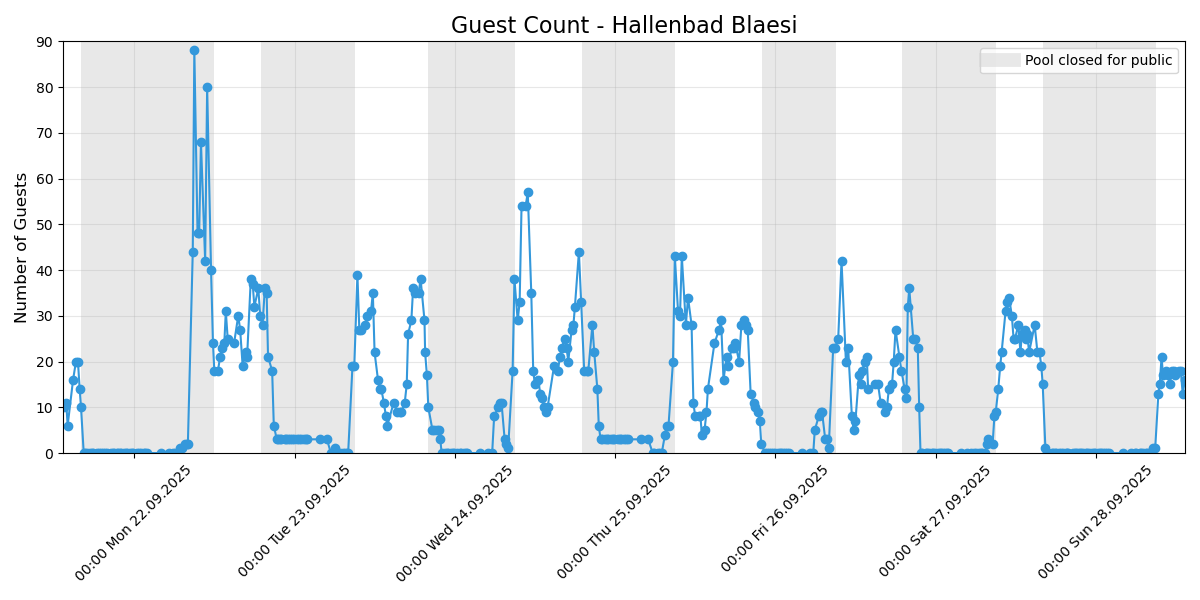 Guest Count - Hallenbad Blaesi
Pool closed for public
Number of Guests
90
80
70
60
50
40
30
20
10
0
00:00 Mon 22.09.2025
00:00 Tue 23.09.2025
00:00 Wed 24.09.2025
00:00 Thu 25.09.2025
00:00 Fri 26.09.2025
00:00 Sat 27.09.2025
00:00 Sun 28.09.2025